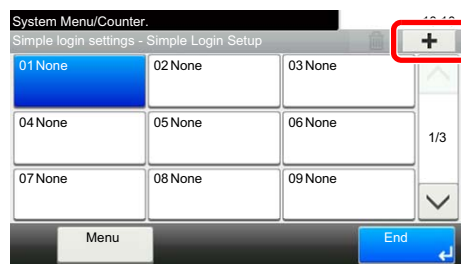 System Menu/Counter.
Simple login settings - Simple Login Setup
01 None
02 None
03 None
04 None
05 None
06 None
1/3
07 None
08 None
09 None
Menu
End